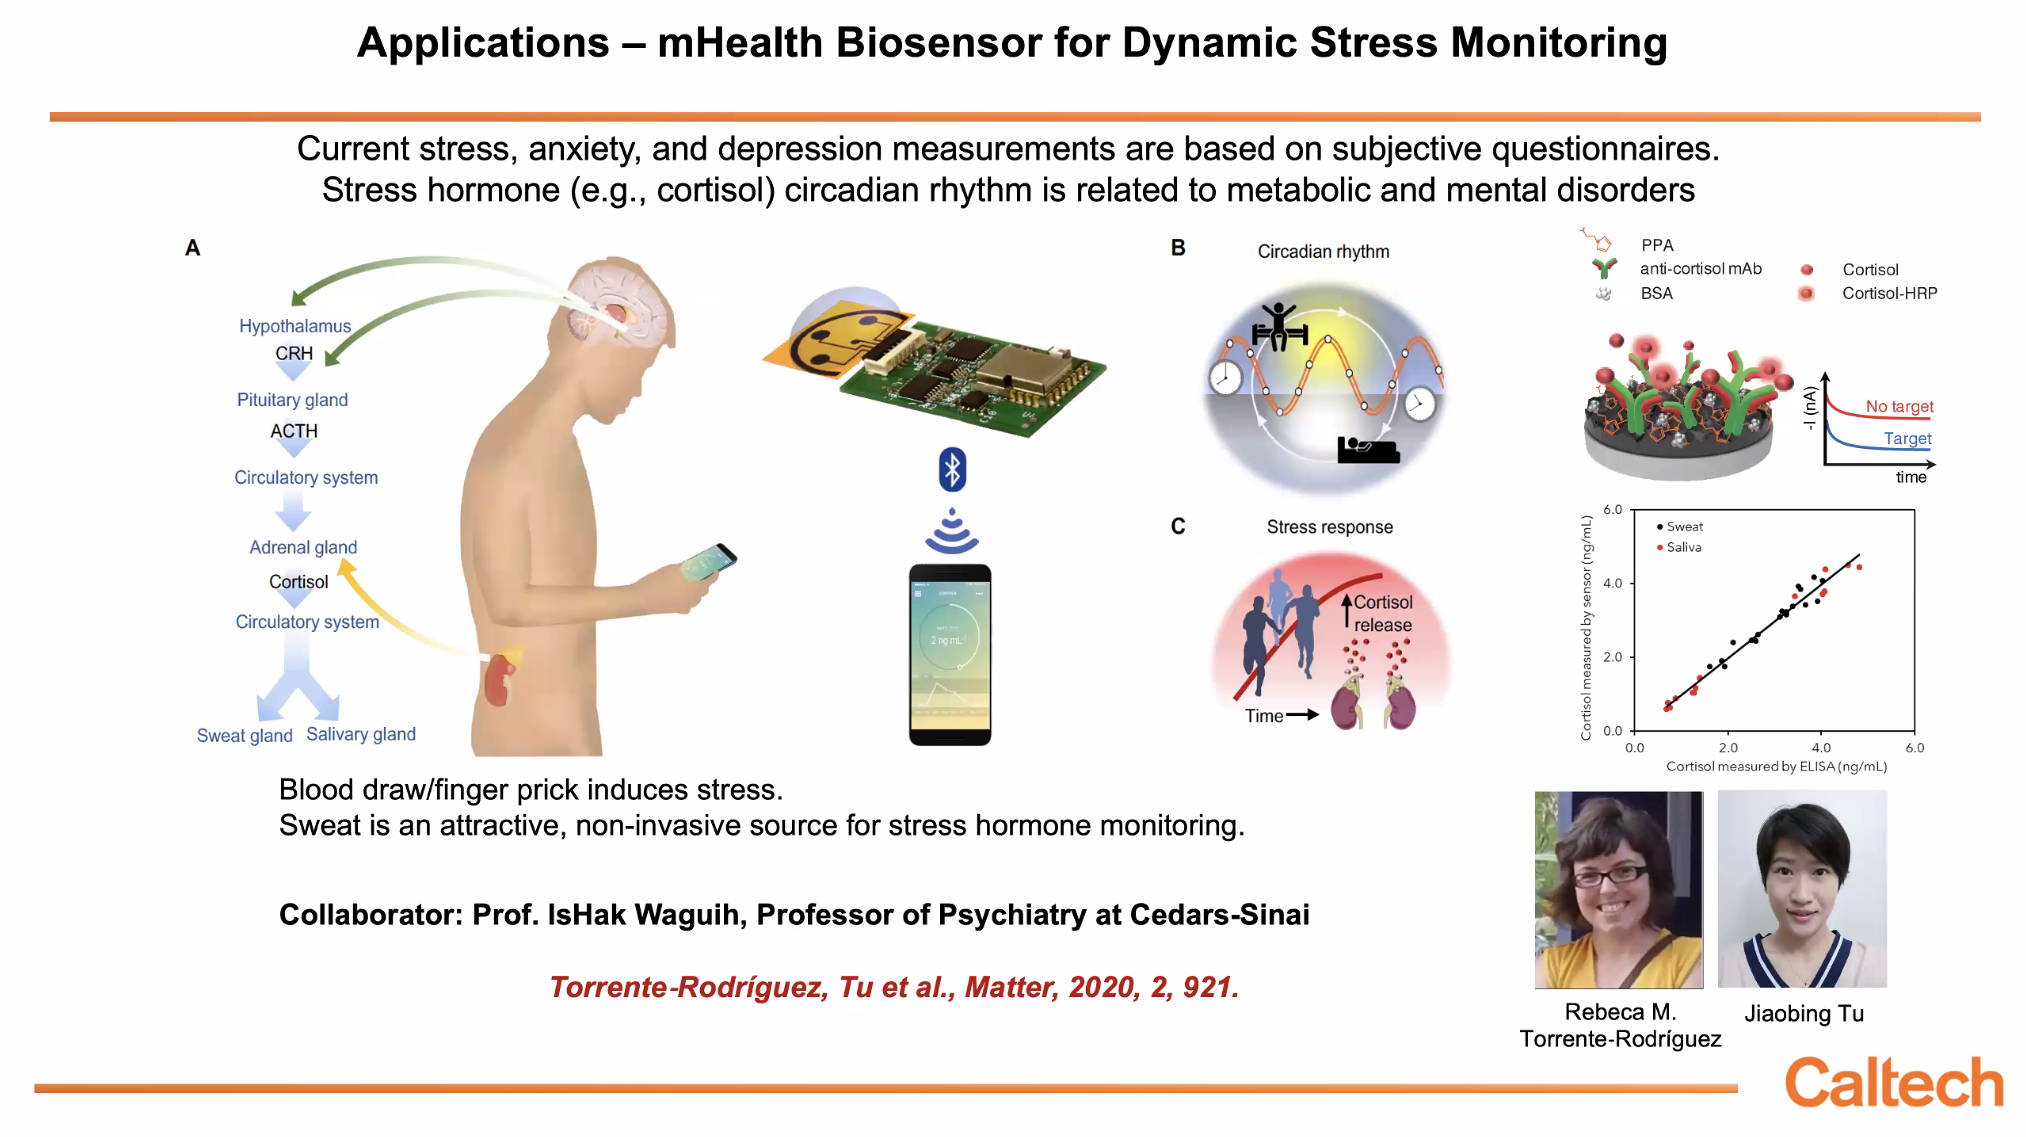 Applications – mHealth Biosensor for Dynamic Stress Monitoring
Current stress, anxiety, and depression measurements are based on subjective questionnaires.
Stress hormone (e.g., cortisol) circadian rhythm is related to metabolic and mental disorders
A
Hypothalamus
CRH
Pituitary gland
ACTH
Circulatory system
Adrenal gland
Cortisol
Circulatory system
Sweat gland
Salivary gland
2 ng mL⁻¹
B
Circadian rhythm
C
Stress response
Cortisol
release
Time
PPA
anti-cortisol mAb
BSA
Cortisol
Cortisol-HRP
-I (nA)
No target
Target
time
6.0
4.0
2.0
0.0
Sweat
Saliva
Cortisol measured by sensor (ng/mL)
0.0 2.0 4.0 6.0
Cortisol measured by ELISA (ng/mL)
Blood draw/finger prick induces stress.
Sweat is an attractive, non-invasive source for stress hormone monitoring.
Collaborator: Prof. IsHak Waguih, Professor of Psychiatry at Cedars-Sinai
Torrente-Rodríguez, Tu et al., Matter, 2020, 2, 921.
Rebeca M.
Torrente-Rodríguez
Jiaobing Tu
Caltech